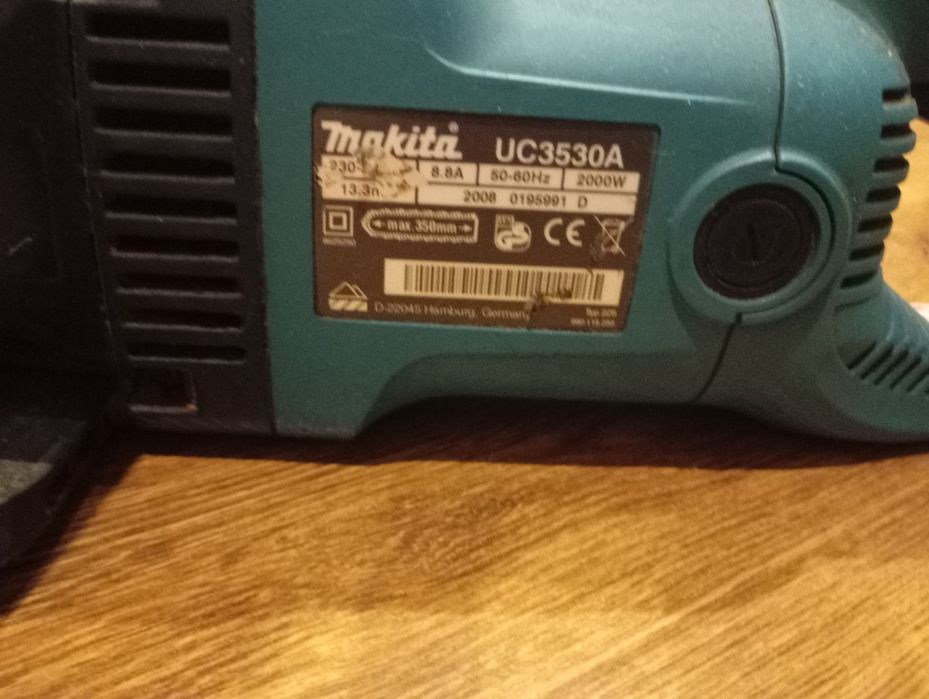 makita
UC3530A
8.8A 50-60Hz 2000W
2008 0195991 D
max.350mm
CE
D-22045 Hamburg, Germany